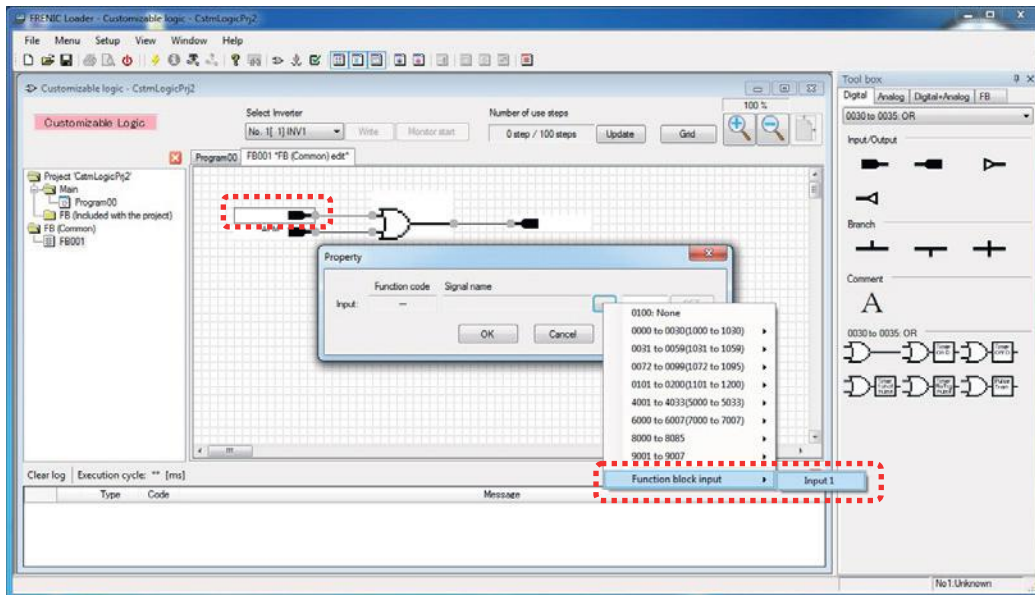 FRENIC Loader - Customizable logic - CstmLogicPrj2
File Menu Setup View Window Help
Customizable logic - CstmLogicPrj2
Customizable Logic
Select Inverter
No. 1[ 1] INV1
Write
Monitor start
Number of use steps
0 step / 100 steps
Update
Grid
100 %
Program00
FB001 "FB (Common) edit"
Project 'CstmLogicPrj2'
Main
Program00
FB (Included with the project)
FB (Common)
FB001
Property
Function code Signal name
Input: ---
...
OK
Cancel
0100: None
0000 to 0030(1000 to 1030)
0031 to 0059(1031 to 1059)
0072 to 0099(1072 to 1095)
0101 to 0200(1101 to 1200)
4001 to 4033(5000 to 5033)
6000 to 6007(7000 to 7007)
8000 to 8085
9001 to 9007
Function block input
Input 1
Clear log Execution cycle: ** [ms]
Type Code Message
Tool box
Digital Analog Digital+Analog FB
0030 to 0035: OR
Input/Output
Branch
Comment
A
0030 to 0035: OR
No1:Unknown